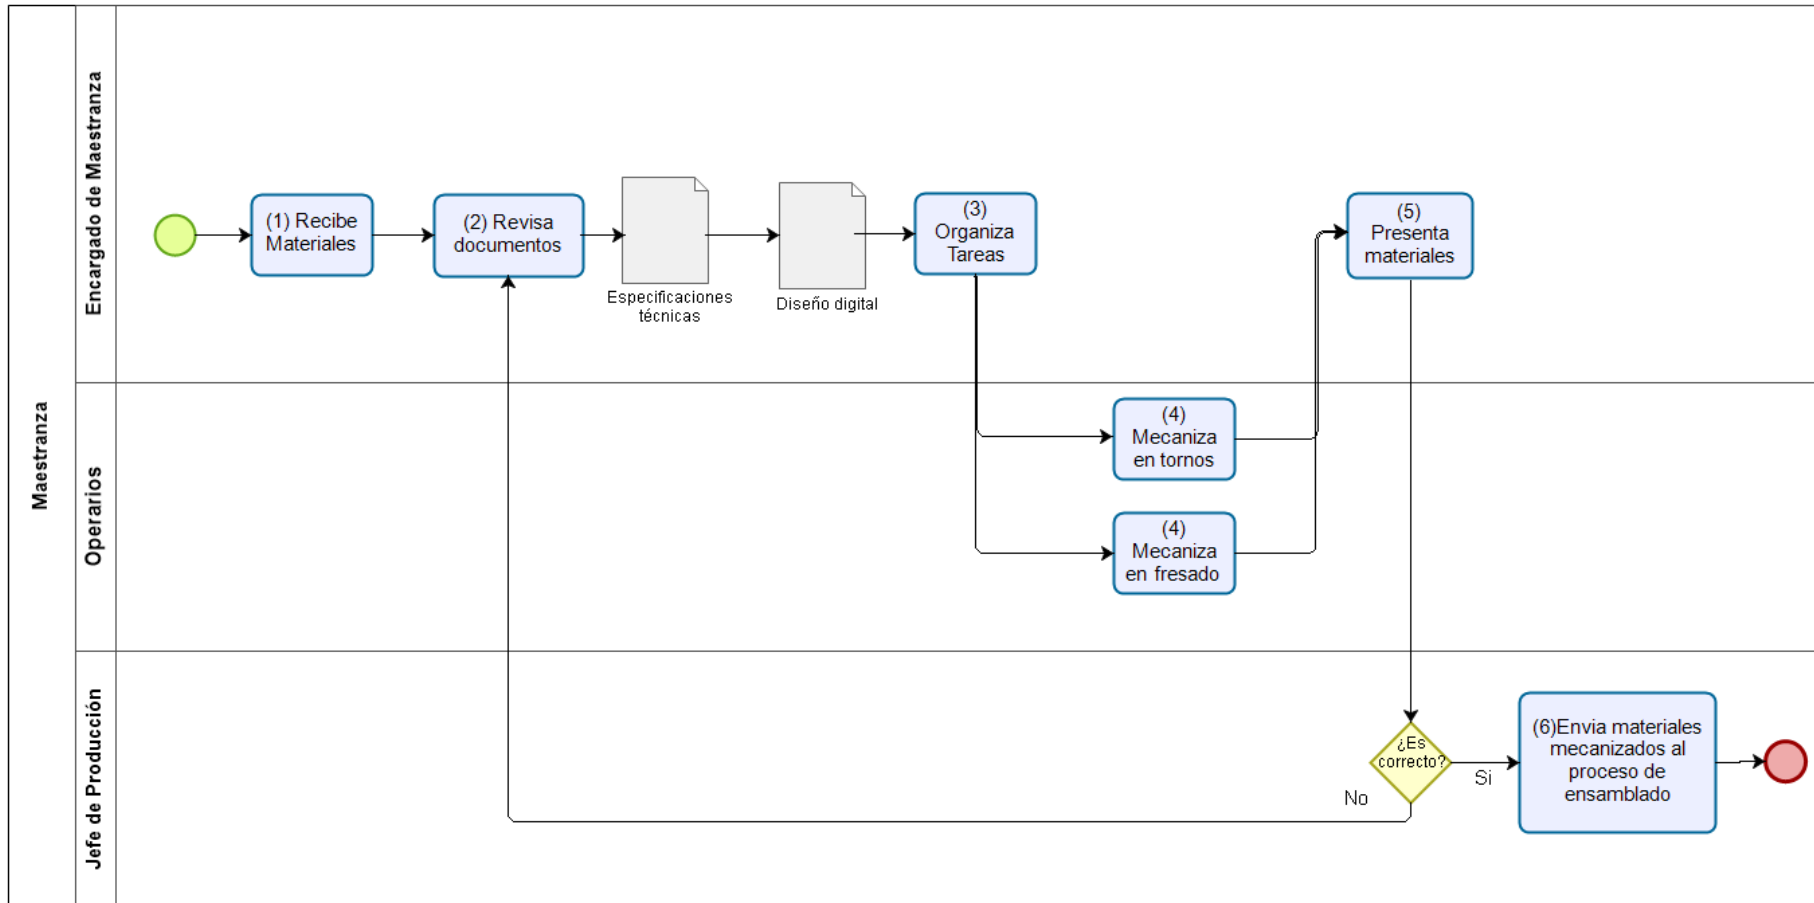 Maestranza
Encargado de Maestranza
(1) Recibe
Materiales
(2) Revisa
documentos
Especificaciones
técnicas
Diseño digital
(3)
Organiza
Tareas
(5)
Presenta
materiales
Operarios
(4)
Mecaniza
en tornos
(4)
Mecaniza
en fresado
Jefe de Producción
¿Es
correcto?
No
Si
(6)Envia materiales
mecanizados al
proceso de
ensamblado